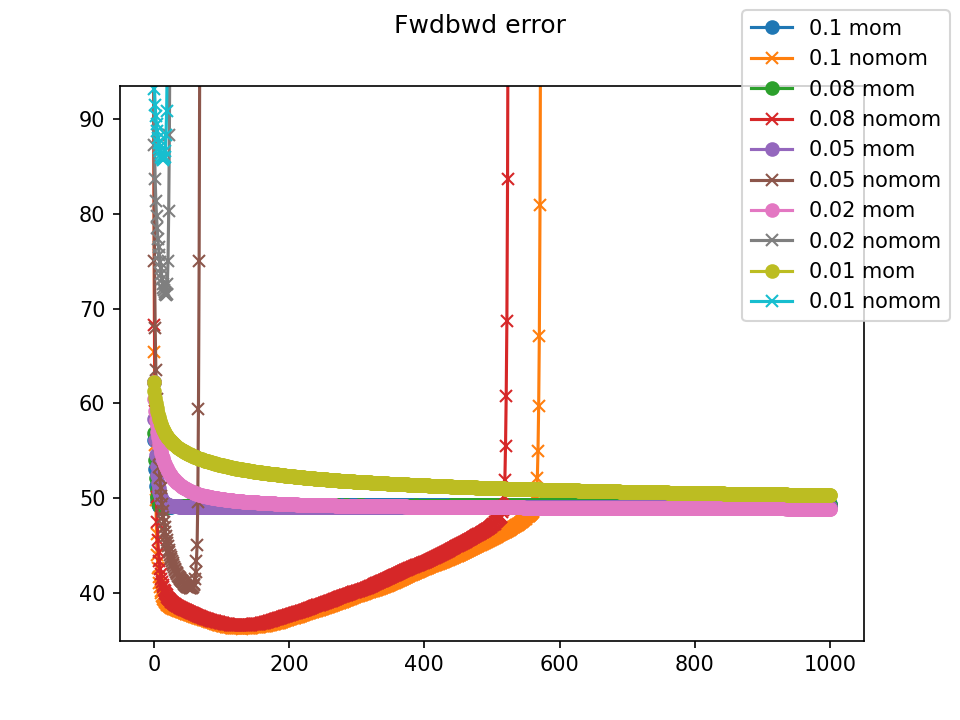 Fwdbwd error
0.1 mom
0.1 nomom
0.08 mom
0.08 nomom
0.05 mom
0.05 nomom
0.02 mom
0.02 nomom
0.01 mom
0.01 nomom
90
80
70
60
50
40
0 200 400 600 800 1000